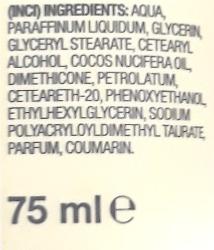 (INCI) INGREDIENTS: AQUA,
PARAFFINUM LIQUIDUM, GLYCERIN,
GLYCERYL STEARATE, CETEARYL
ALCOHOL, COCOS NUCIFERA OIL,
DIMETHICONE, PETROLATUM,
CETEARETH-20, PHENOXYETHANOL,
ETHYLHEXYLGLYCERIN, SODIUM
POLYACRYLOYLDIMETHYL TAURATE,
PARFUM, COUMARIN.
75 ml ℮